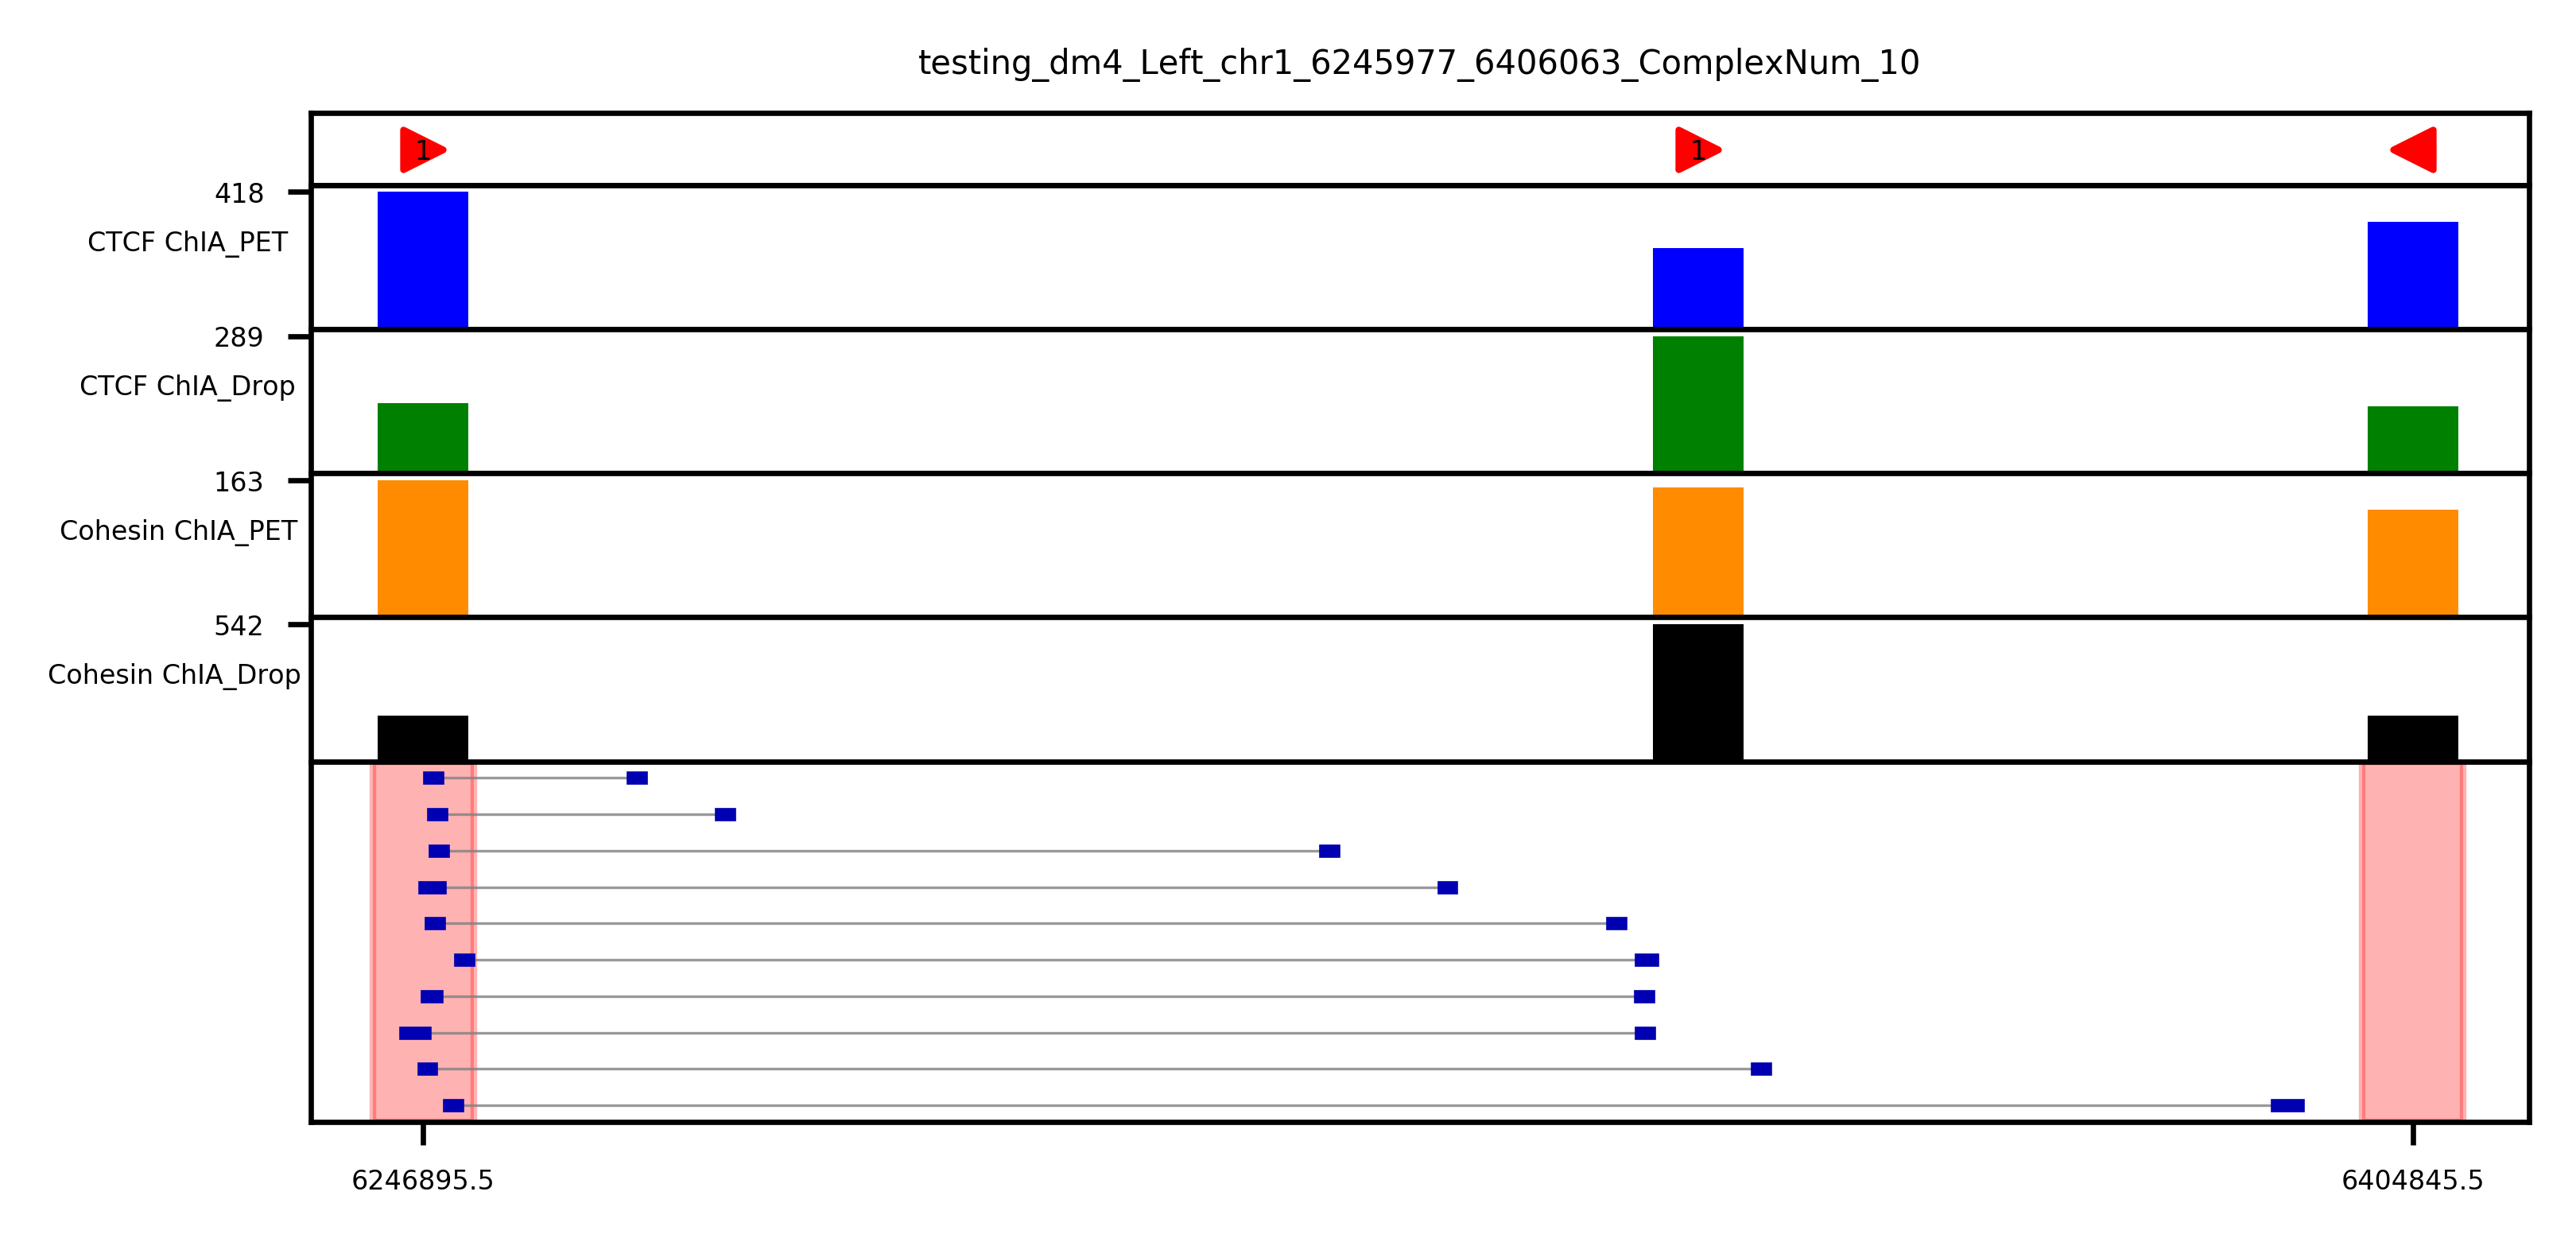 testing_dm4_Left_chr1_6245977_6406063_ComplexNum_10
1 1
418
CTCF ChIA_PET
289
CTCF ChIA_Drop
163
Cohesin ChIA_PET
542
Cohesin ChIA_Drop
6246895.5 6404845.5